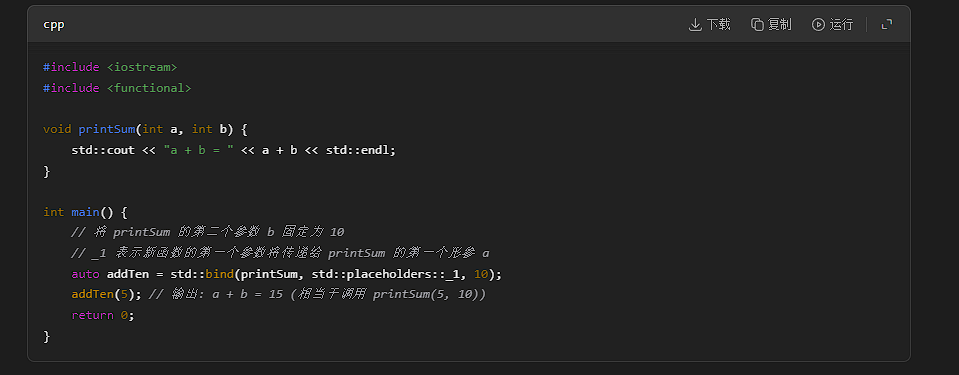 cpp
下载 复制 运行
#include <iostream>
#include <functional>
void printSum(int a, int b) {
    std::cout << "a + b = " << a + b << std::endl;
}
int main() {
    // 将 printSum 的第二个参数 b 固定为 10
    // _1 表示新函数的第一个参数将传递给 printSum 的第一个形参 a
    auto addTen = std::bind(printSum, std::placeholders::_1, 10);
    addTen(5); // 输出: a + b = 15 (相当于调用 printSum(5, 10))
    return 0;
}